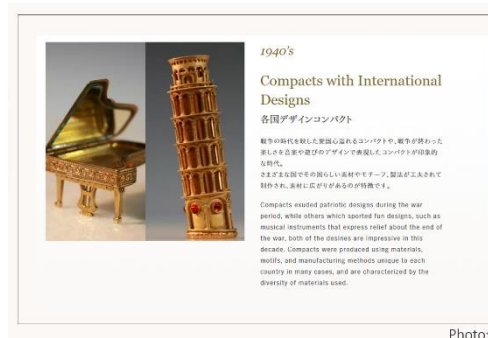 1940's
Compacts with International
Designs
各国デザインコンパクト
戦争の時代を映した愛国心溢れるコンパクトや、戦争が終わった
楽しさを音楽や遊びのデザインで表現したコンパクトが印象的
な時代。
さまざまな国でその国らしい素材やモチーフ、製法が工夫されて
制作され、素材に広がりがあるのが特徴です。
Compacts exuded patriotic designs during the war
period, while others which sported fun designs, such as
musical instruments that express relief about the end of
the war, both of the desines are impressive in this
decade. Compacts were produced using materials,
motifs, and manufacturing methods unique to each
country in many cases, and are characterized by the
diversity of materials used.
Photo: